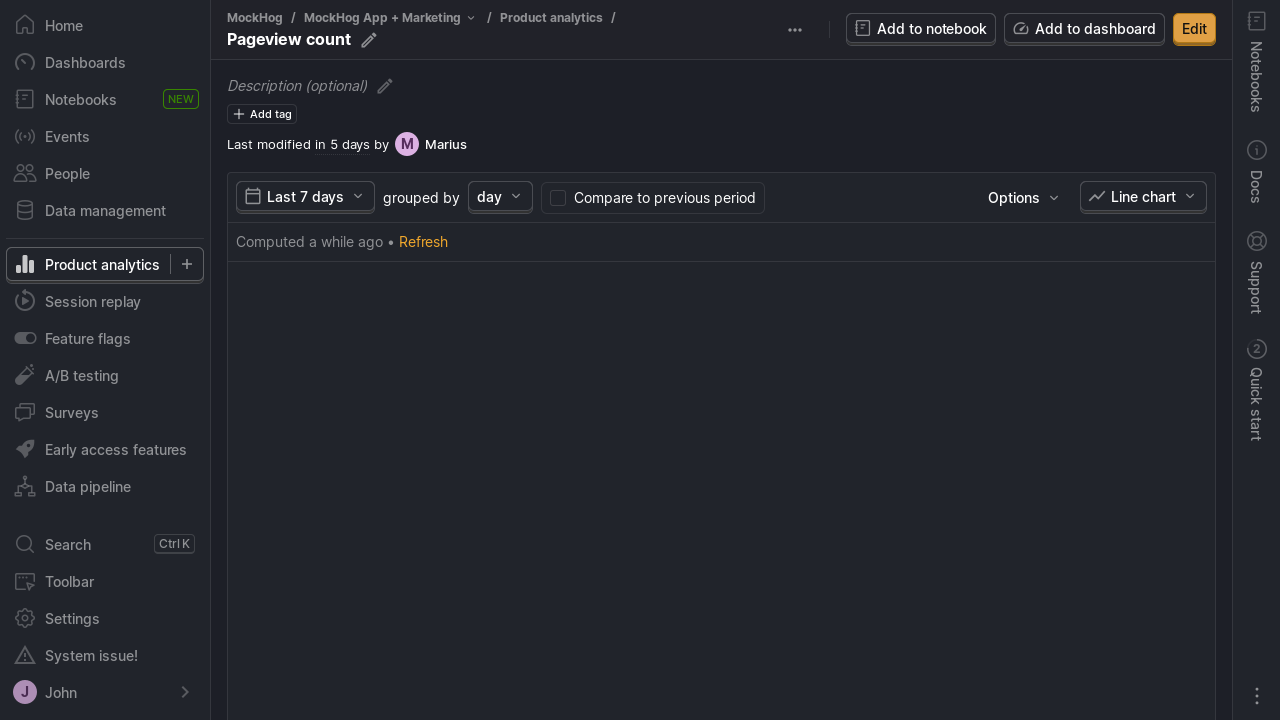 Home
Dashboards
Notebooks NEW
Events
People
Data management
Product analytics
Session replay
Feature flags
A/B testing
Surveys
Early access features
Data pipeline
Search Ctrl K
Toolbar
Settings
System issue!
J John
MockHog / MockHog App + Marketing / Product analytics /
Pageview count
Add to notebook Add to dashboard Edit
Description (optional)
Add tag
Last modified in 5 days by M Marius
Last 7 days grouped by day Compare to previous period Options Line chart
Computed a while ago • Refresh
Notebooks
Docs
Support
2
Quick start